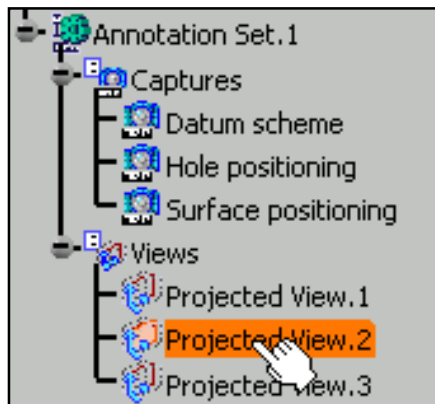 Annotation Set.1
Captures
Datum scheme
Hole positioning
Surface positioning
Views
Projected View.1
Projected View.2
Projected View.3